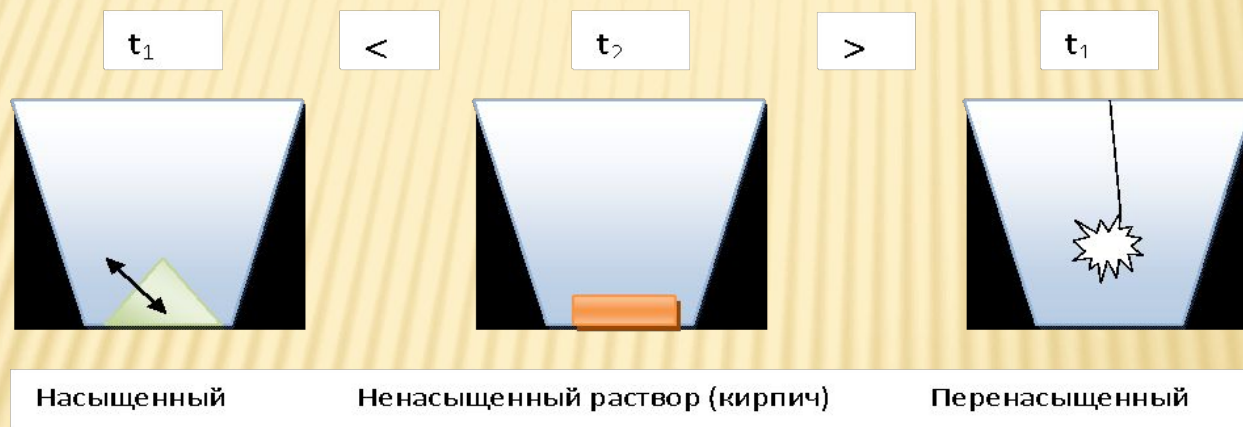 t₁ < t₂ > t₁
Насыщенный Ненасыщенный раствор (кирпич) Перенасыщенный